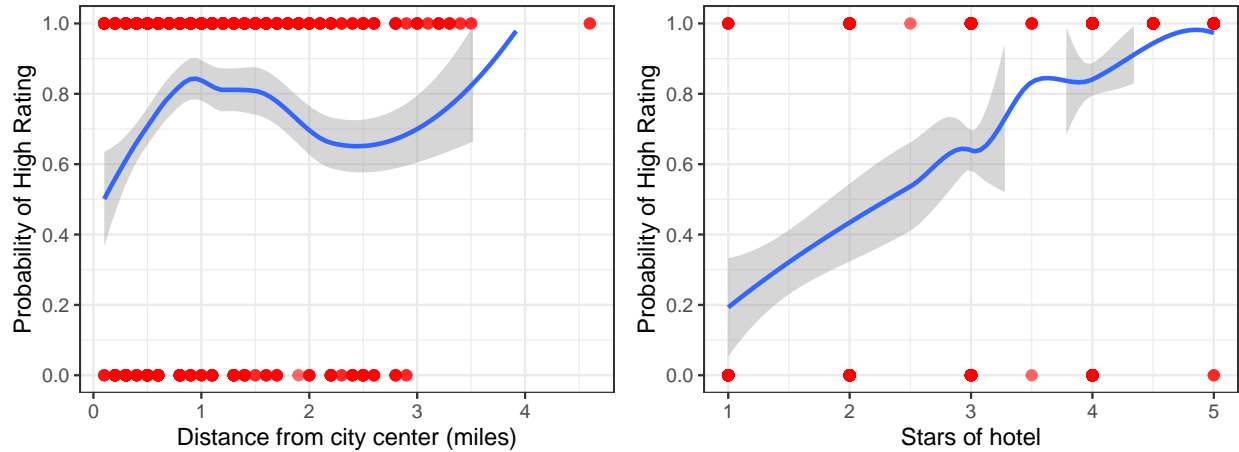 Probability of High Rating
1.0
0.8
0.6
0.4
0.2
0.0
0 1 2 3 4
Distance from city center (miles)
Probability of High Rating
1.0
0.8
0.6
0.4
0.2
0.0
1 2 3 4 5
Stars of hotel